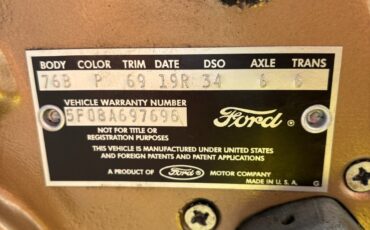 BODY COLOR TRIM DATE DSO AXLE TRANS
76B P 69 19R 34 6 6
VEHICLE WARRANTY NUMBER
5F08A697696
Ford ®
NOT FOR TITLE OR
REGISTRATION PURPOSES
THIS VEHICLE IS MANUFACTURED UNDER UNITED STATES
AND FOREIGN PATENTS AND PATENT APPLICATIONS
A PRODUCT OF Ford ® MOTOR COMPANY
MADE IN U. S. A. G